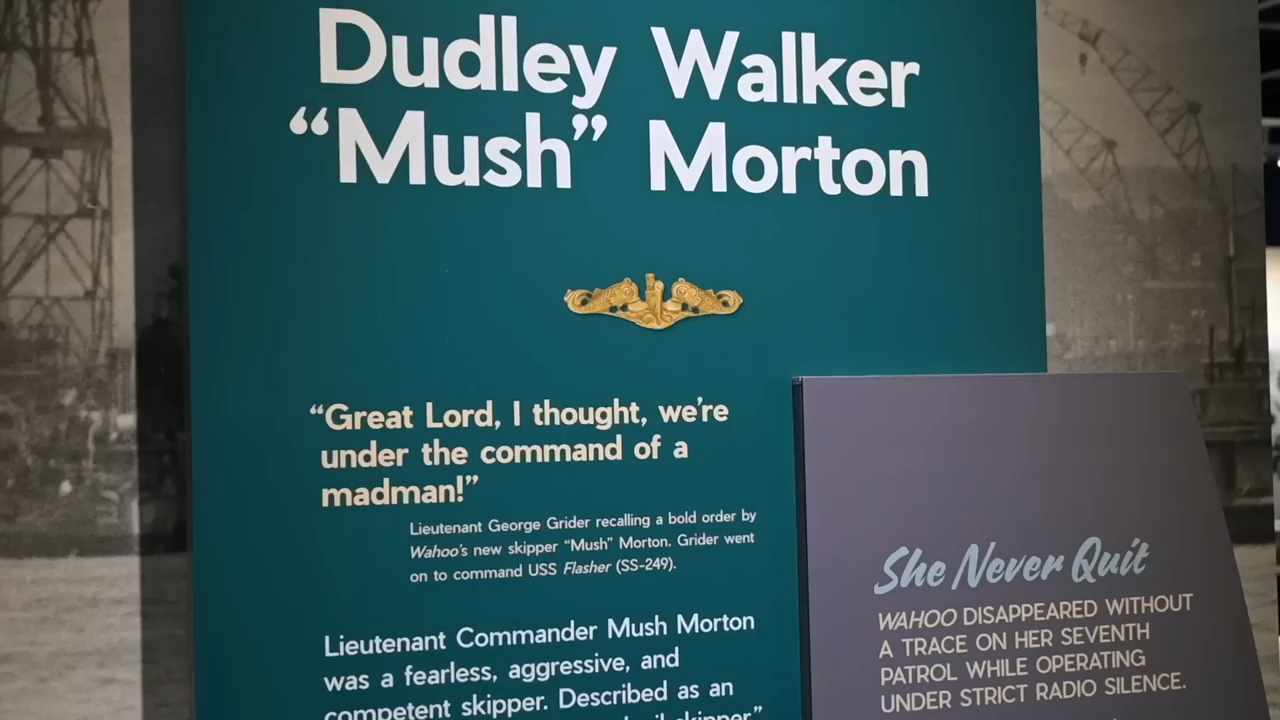 Dudley Walker
“Mush” Morton
“Great Lord, I thought, we’re
under the command of a
madman!”
Lieutenant George Grider recalling a bold order by
Wahoo’s new skipper “Mush” Morton. Grider went
on to command USS Flasher (SS-249).
Lieutenant Commander Mush Morton
was a fearless, aggressive, and
competent skipper. Described as an
skipper”
She Never Quit
WAHOO DISAPPEARED WITHOUT
A TRACE ON HER SEVENTH
PATROL WHILE OPERATING
UNDER STRICT RADIO SILENCE.